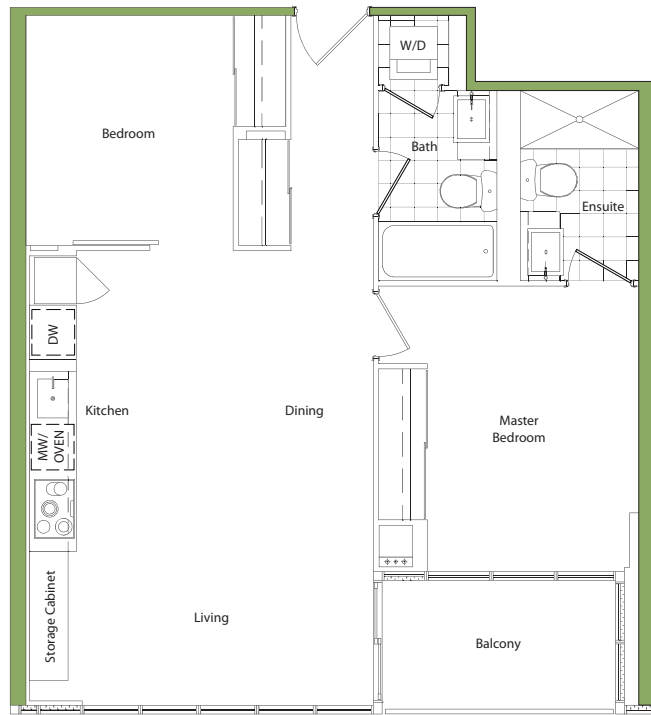 W/D
Bedroom
Bath
Ensuite
DW
Kitchen
Dining
MW/
OVEN
Master
Bedroom
Storage Cabinet
Living
Balcony